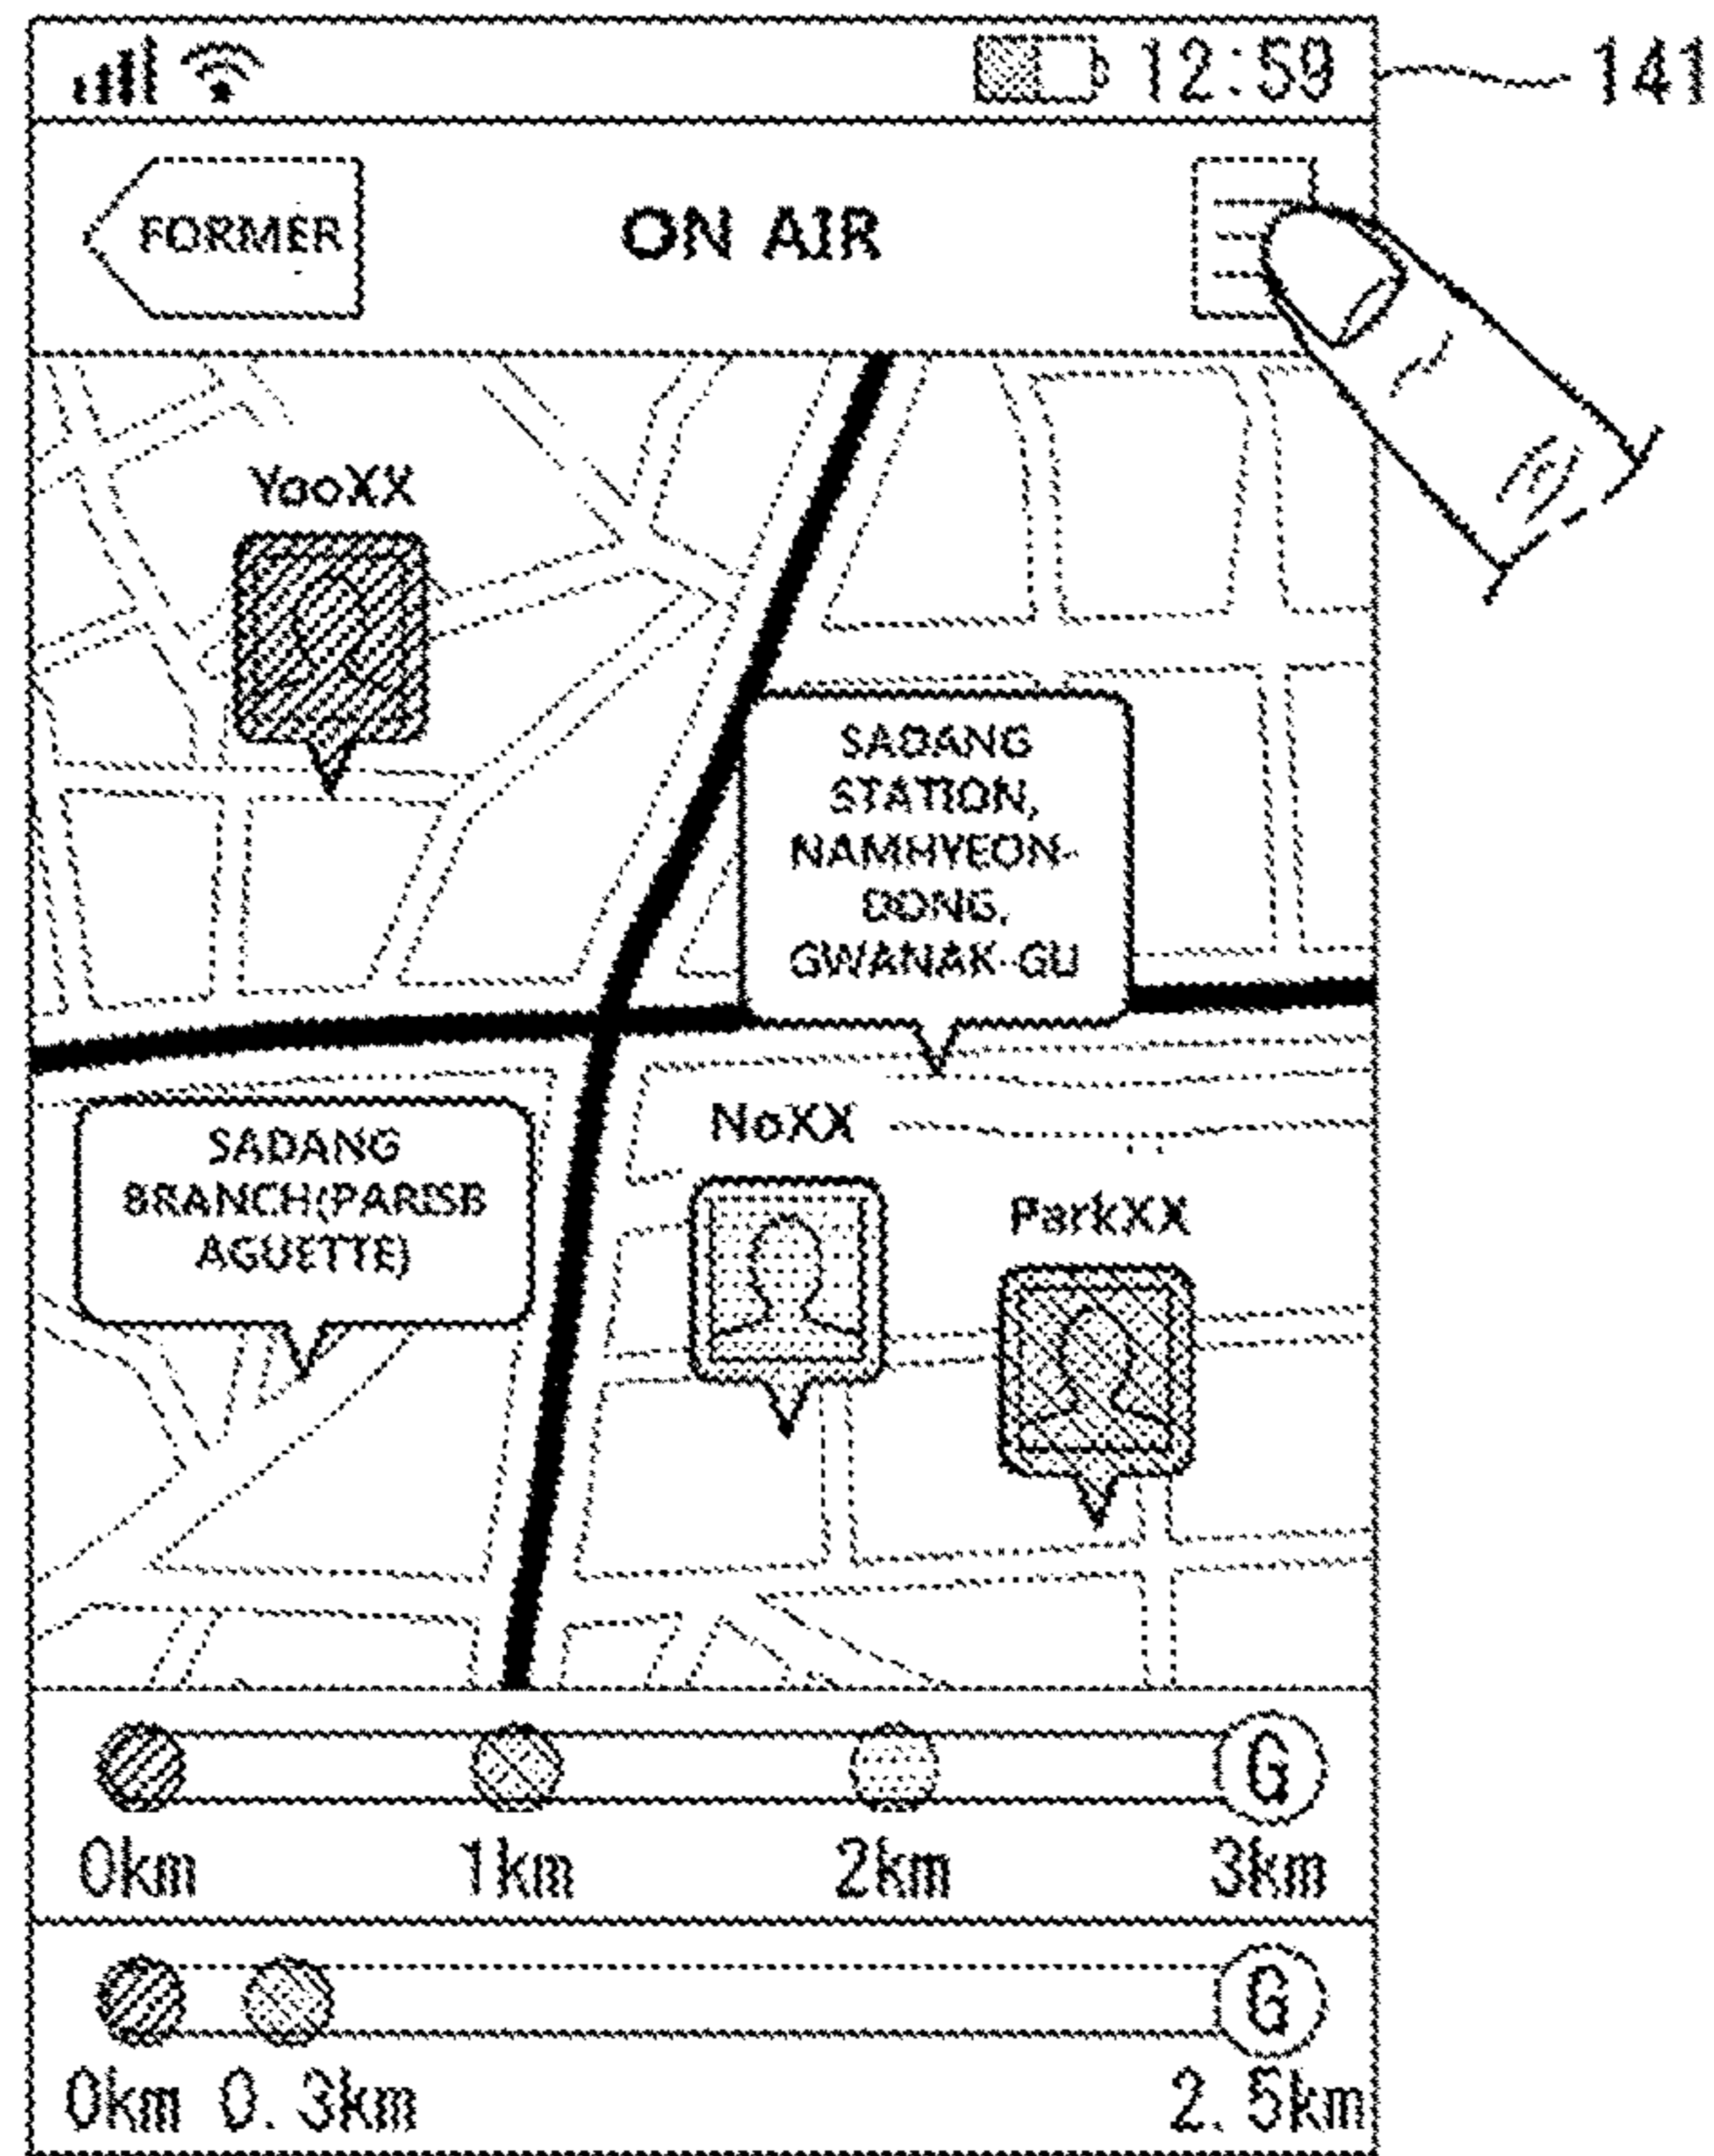 12:59
141
FORMER
ON AIR
YooXX
SADANG
STATION,
NAMHYEON-
DONG,
GWANAK-GU
NoXX
SADANG
BRANCH(PARISB
AGUETTE)
ParkXX
G
0km 1km 2km 3km
G
0km 0.3km 2.5km